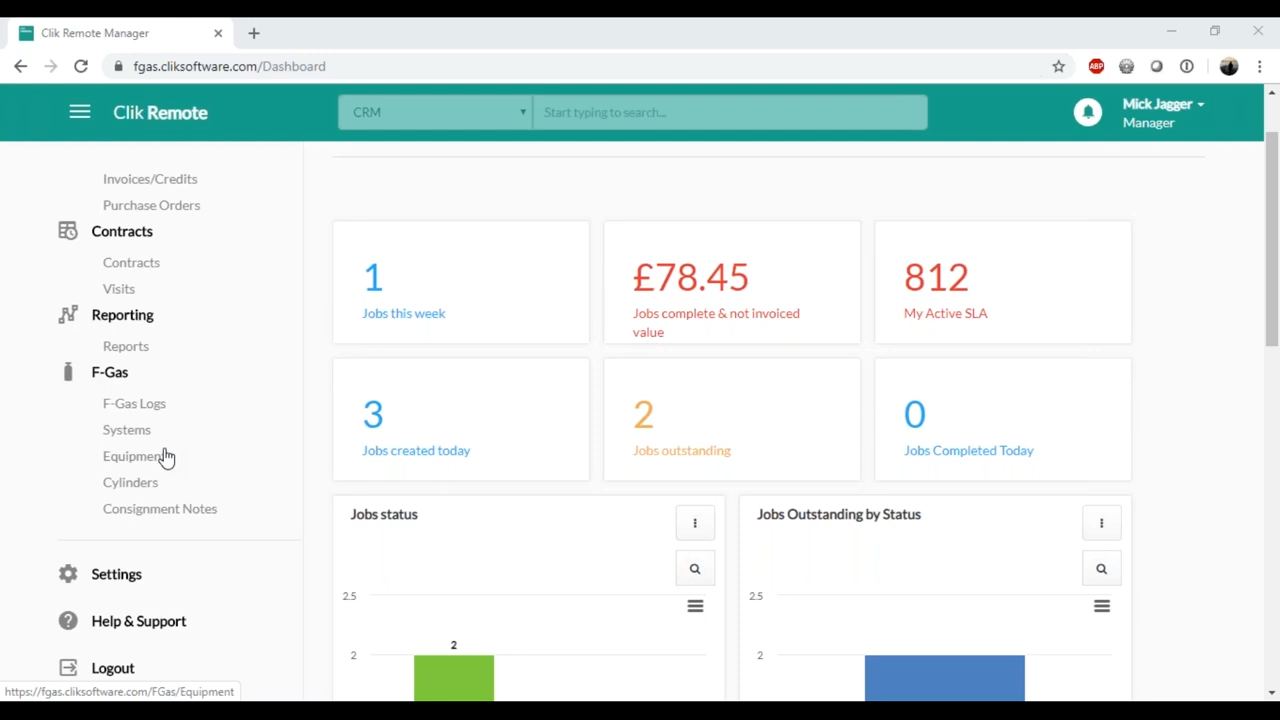 Clik Remote Manager
fgas.cliksoftware.com/Dashboard
ABP
Clik Remote
CRM
Start typing to search...
Mick Jagger
Manager
Invoices/Credits
Purchase Orders
Contracts
Contracts
Visits
Reporting
Reports
F-Gas
F-Gas Logs
Systems
Equipment
Cylinders
Consignment Notes
Settings
Help & Support
Logout
https://fgas.cliksoftware.com/FGas/Equipment
1
Jobs this week
£78.45
Jobs complete & not invoiced
value
812
My Active SLA
3
Jobs created today
2
Jobs outstanding
0
Jobs Completed Today
Jobs status
2.5
2
2
Jobs Outstanding by Status
2.5
2